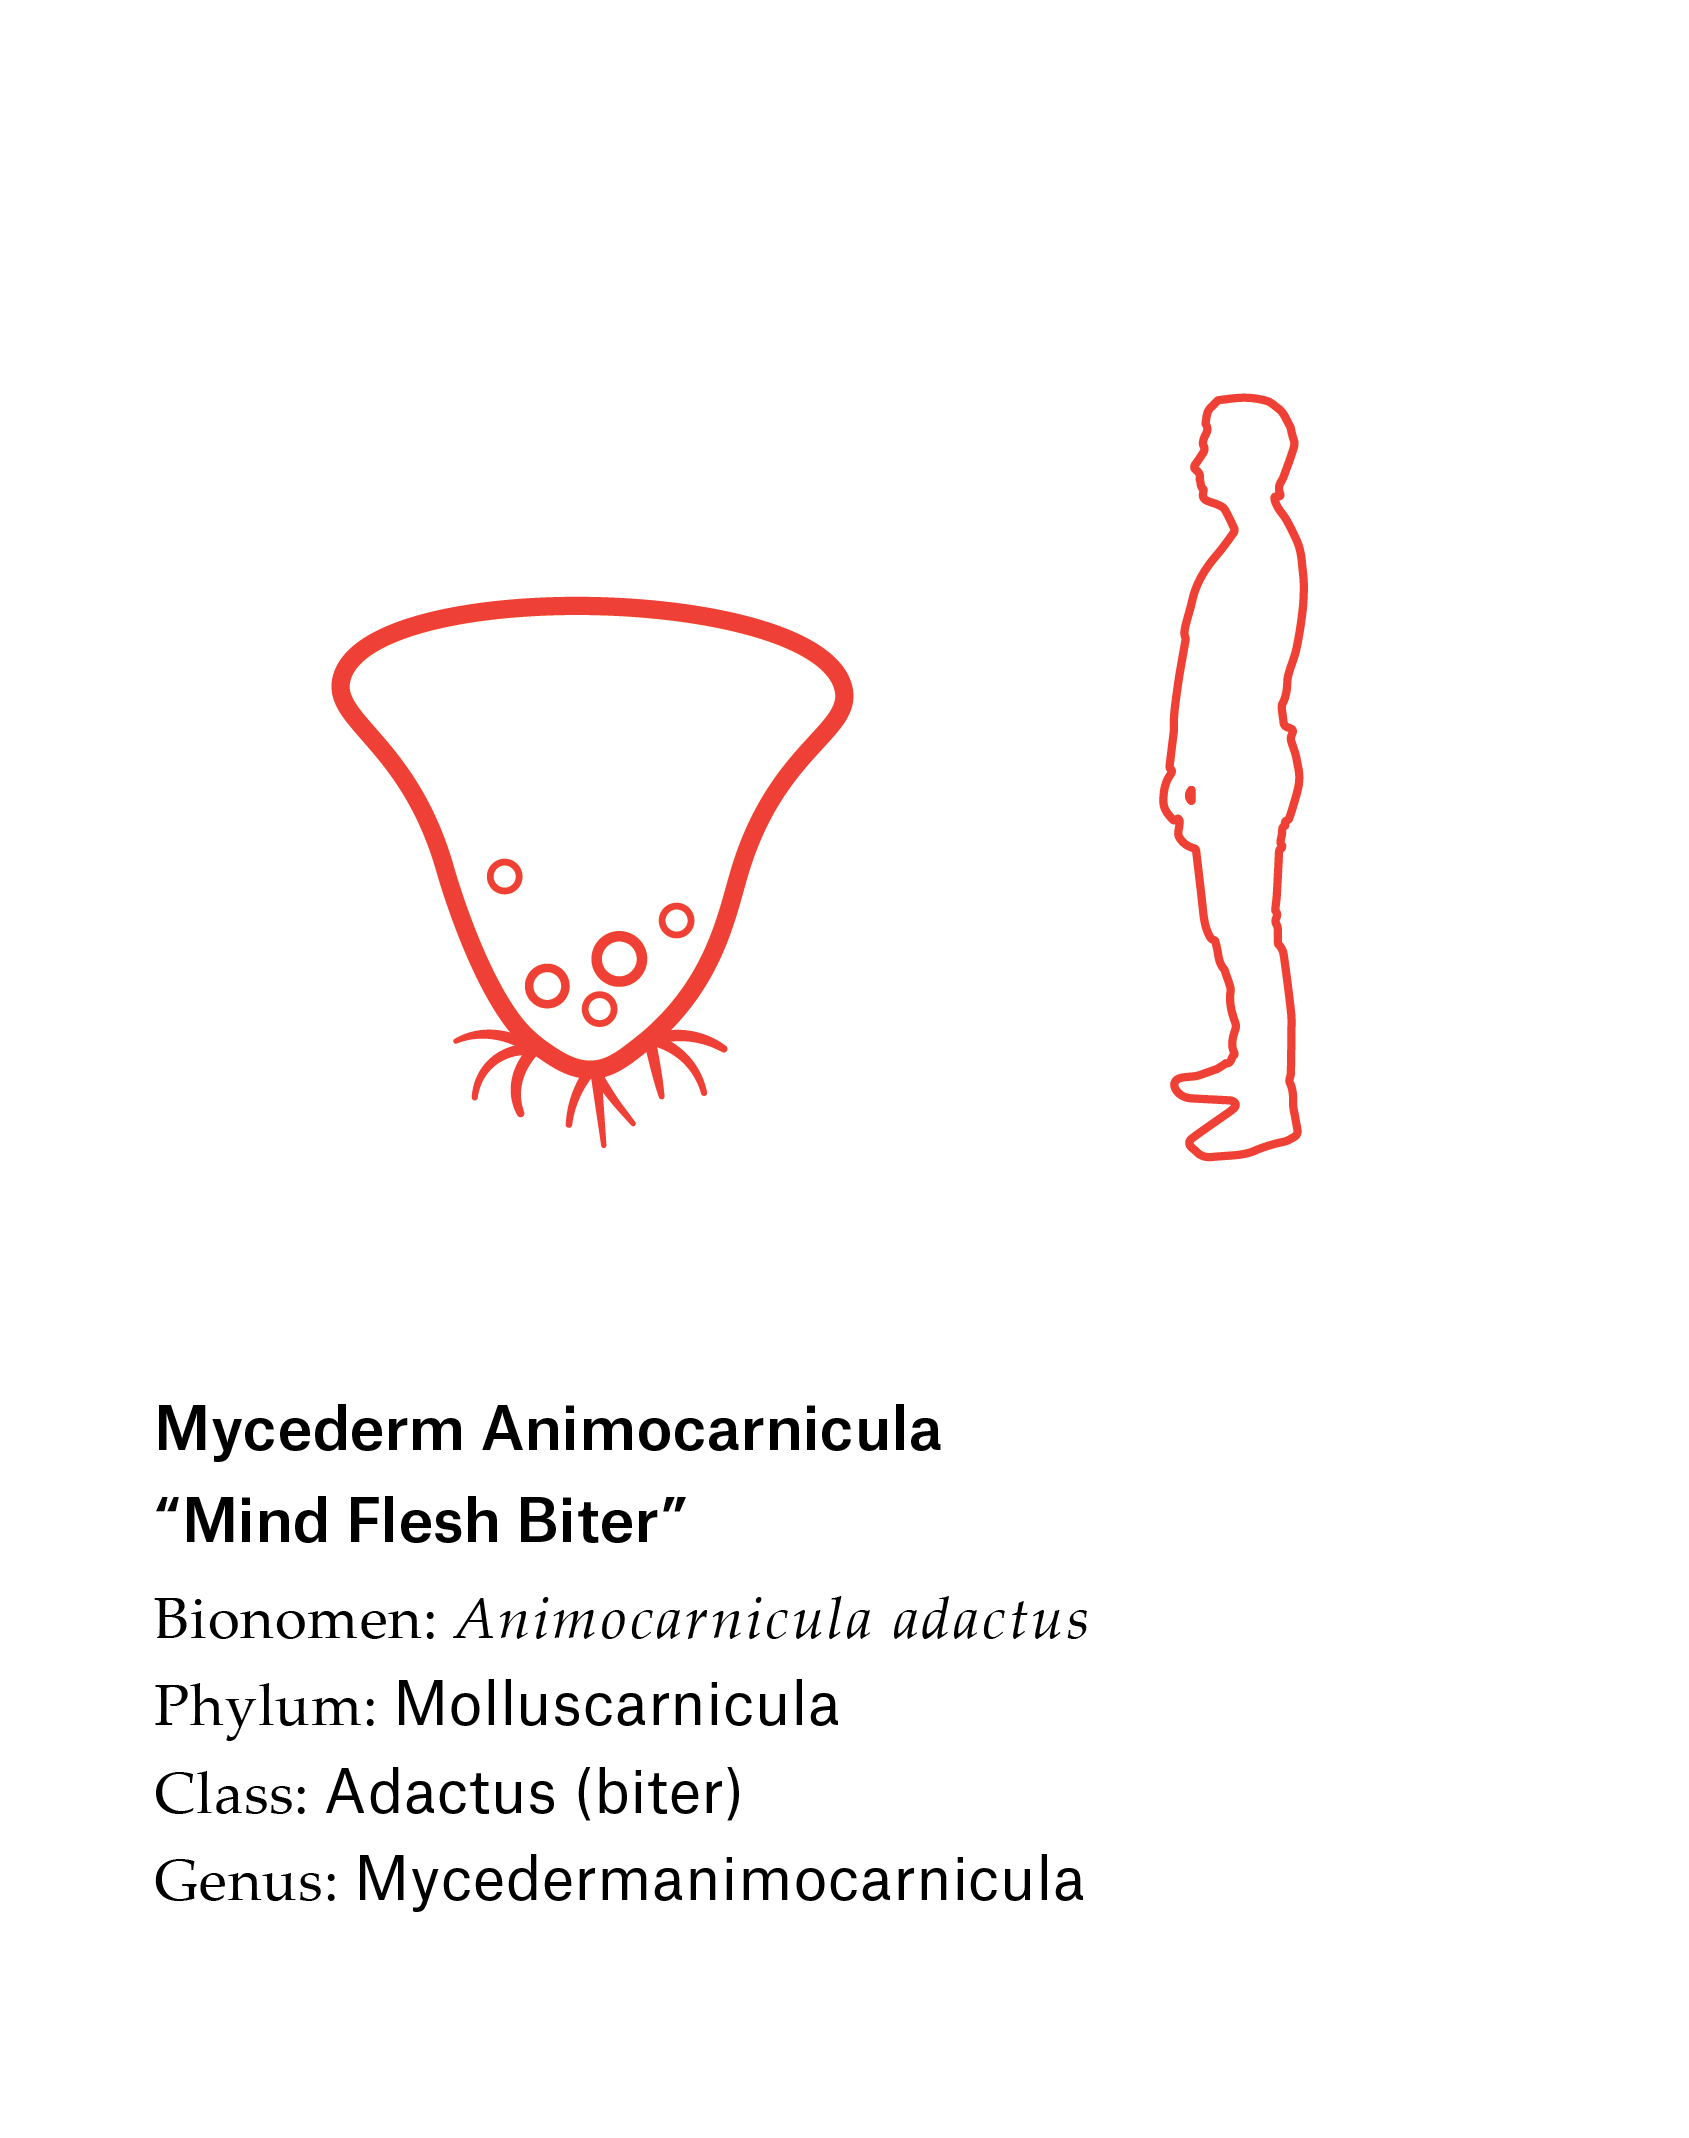 Mycederm Animocarnicula
“Mind Flesh Biter”
Bionomen: Animocarnicula adactus
Phylum: Molluscarnicula
Class: Adactus (biter)
Genus: Mycedermanimocarnicula